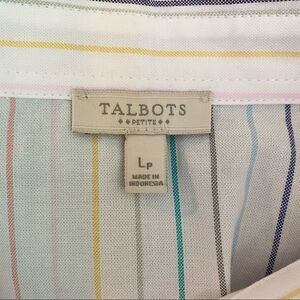 TALBOTS
PETITE
LP
MADE IN
INDONESIA